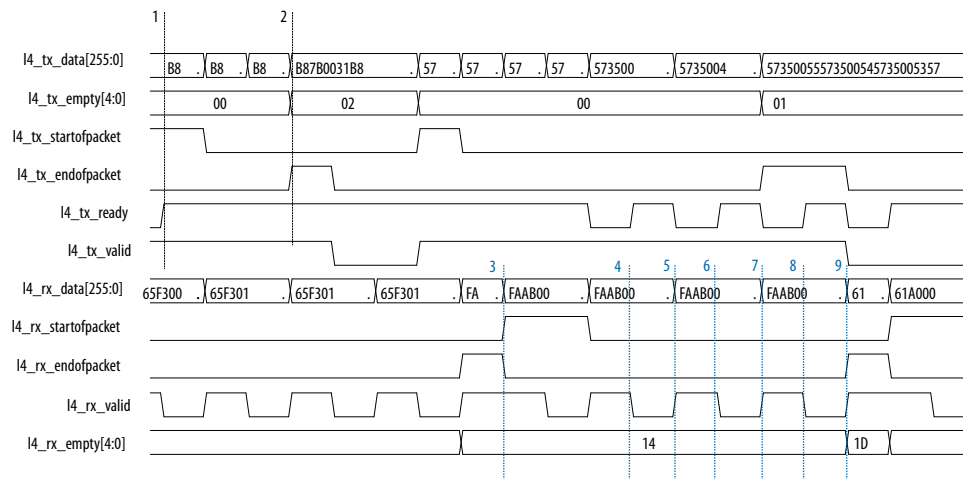 1 2
l4_tx_data[255:0] B8 . B8 . B8 . B87B0031B8 . 57 . 57 . 57 . 57 . 573500 . 5735004 . 57350055573500545735005357
l4_tx_empty[4:0] 00 02 00 01
l4_tx_startofpacket
l4_tx_endofpacket
l4_tx_ready
l4_tx_valid
3 4 5 6 7 8 9
l4_rx_data[255:0] 65F300 . 65F301 . 65F301 . 65F301 . FA . FAAB00 . FAAB00 . FAAB00 . FAAB00 . 61 . 61A000
l4_rx_startofpacket
l4_rx_endofpacket
l4_rx_valid
l4_rx_empty[4:0] 14 1D